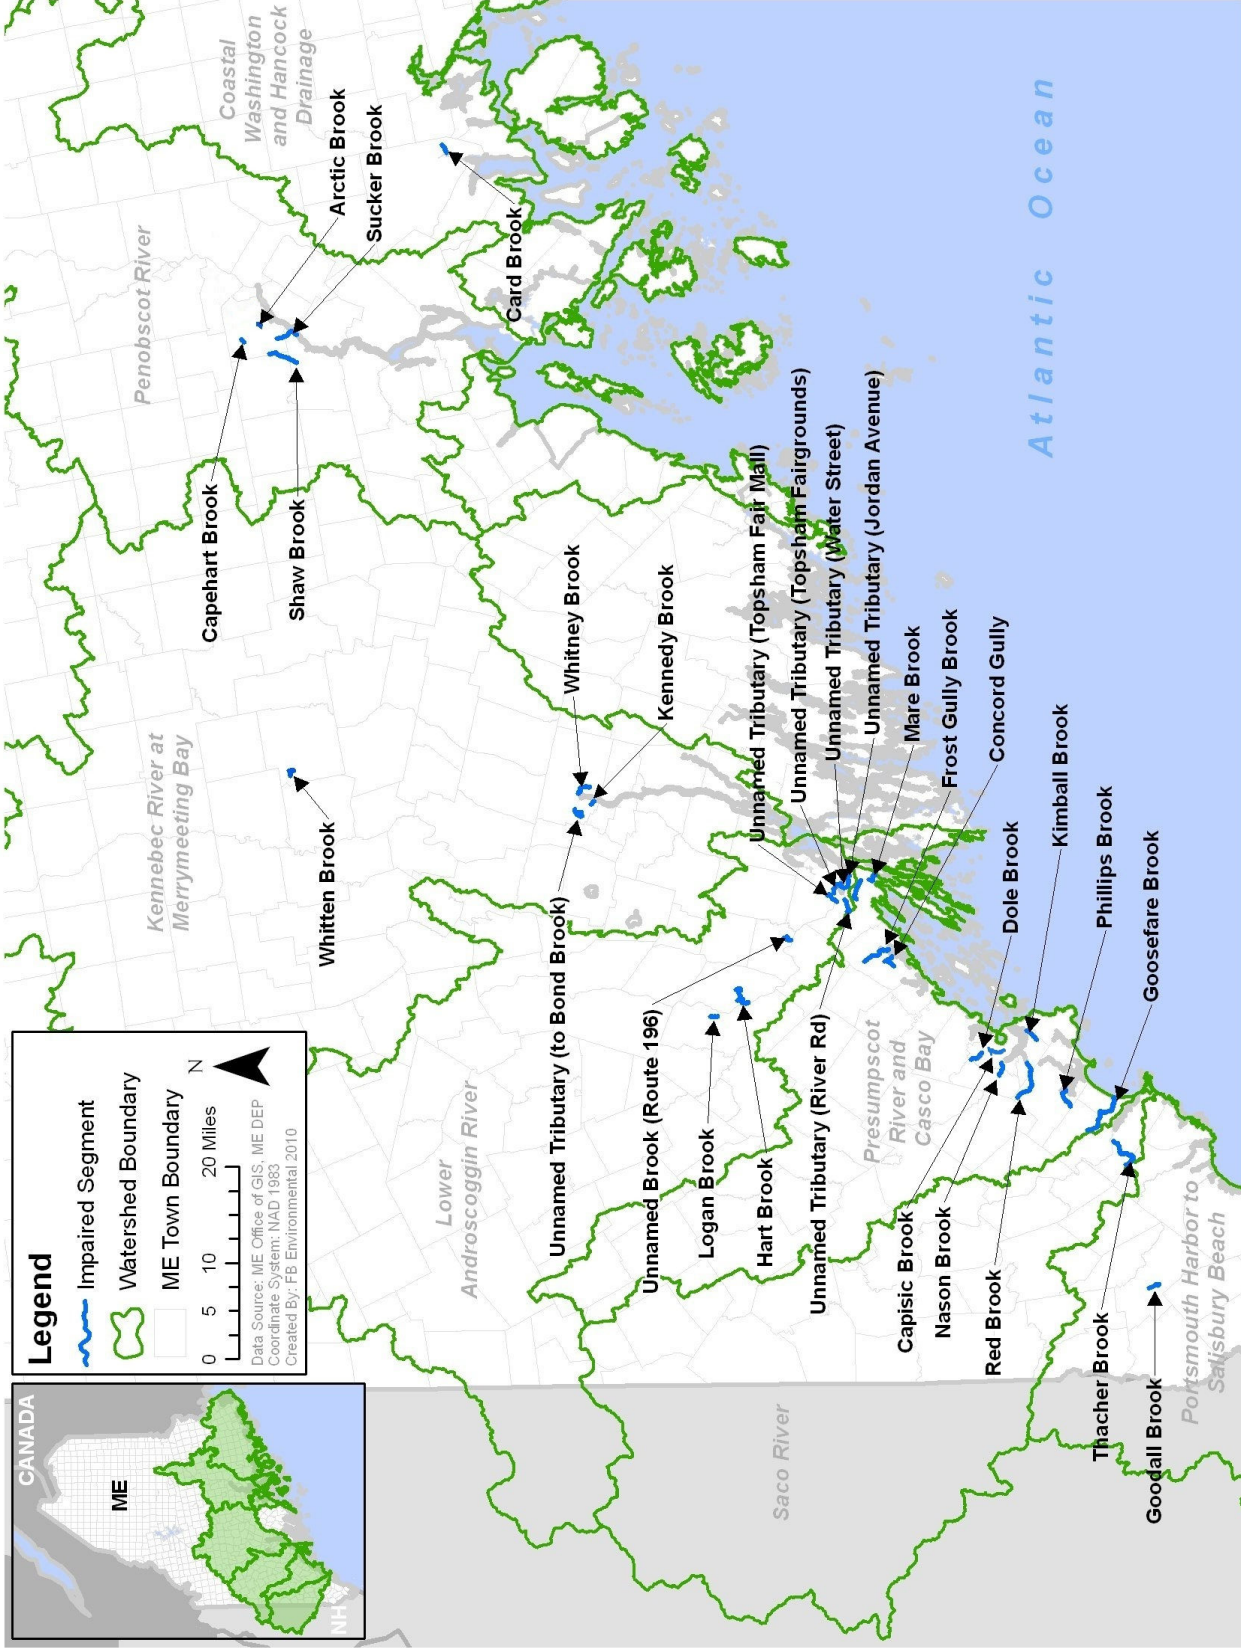 CANADA
ME
NH
Legend
Impaired Segment
Watershed Boundary
ME Town Boundary
0 5 10 20 Miles
N
Data Source: ME Office of GIS, ME DEP
Coordinate System: NAD 1983
Created By: FB Environmental 2010
Kennebec River at
Merrymeeting Bay
Penobscot River
Coastal
Washington
and Hancock
Drainage
Capehart Brook
Shaw Brook
Arctic Brook
Sucker Brook
Card Brook
Whitten Brook
Whitney Brook
Kennedy Brook
Lower
Androscoggin River
Unnamed Tributary (to Bond Brook)
Unnamed Brook (Route 196)
Logan Brook
Hart Brook
Unnamed Tributary (River Rd)
Unnamed Tributary (Topsham Fair Mall)
Unnamed Tributary (Topsham Fairgrounds)
Unnamed Tributary (Water Street)
Unnamed Tributary (Jordan Avenue)
Mare Brook
Frost Gully Brook
Concord Gully
Saco River
Presumpscot
River and
Casco Bay
Capisic Brook
Nason Brook
Red Brook
Dole Brook
Kimball Brook
Phillips Brook
Goosefare Brook
Thacher Brook
Goodall Brook
Portsmouth Harbor to
Salisbury Beach
Atlantic Ocean